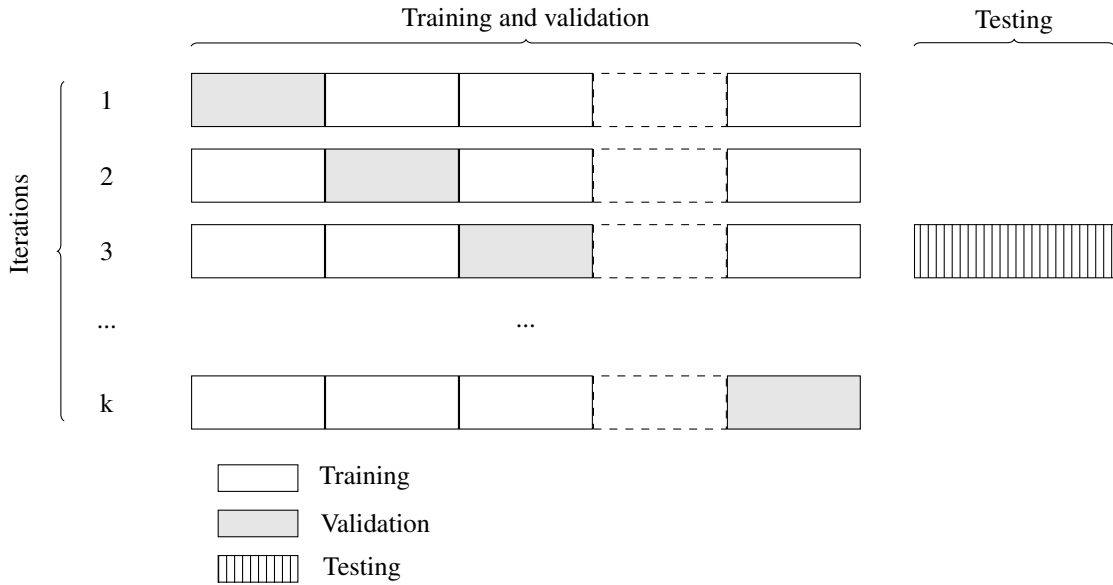 Training and validation
Testing
1
2
3
...
...
k
Iterations
Training
Validation
Testing